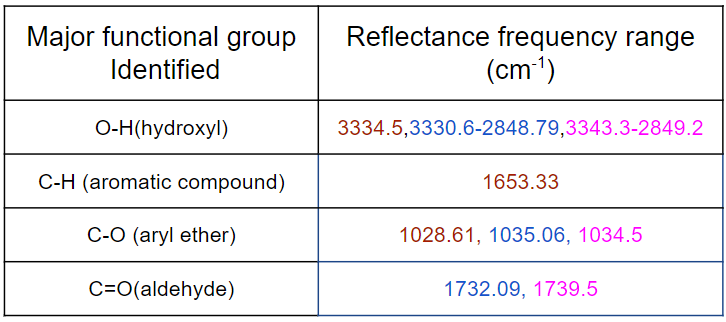 Major functional group
Identified
Reflectance frequency range
(cm⁻¹)
O-H(hydroxyl)
3334.5,3330.6-2848.79,3343.3-2849.2
C-H (aromatic compound)
1653.33
C-O (aryl ether)
1028.61, 1035.06, 1034.5
C=O(aldehyde)
1732.09, 1739.5